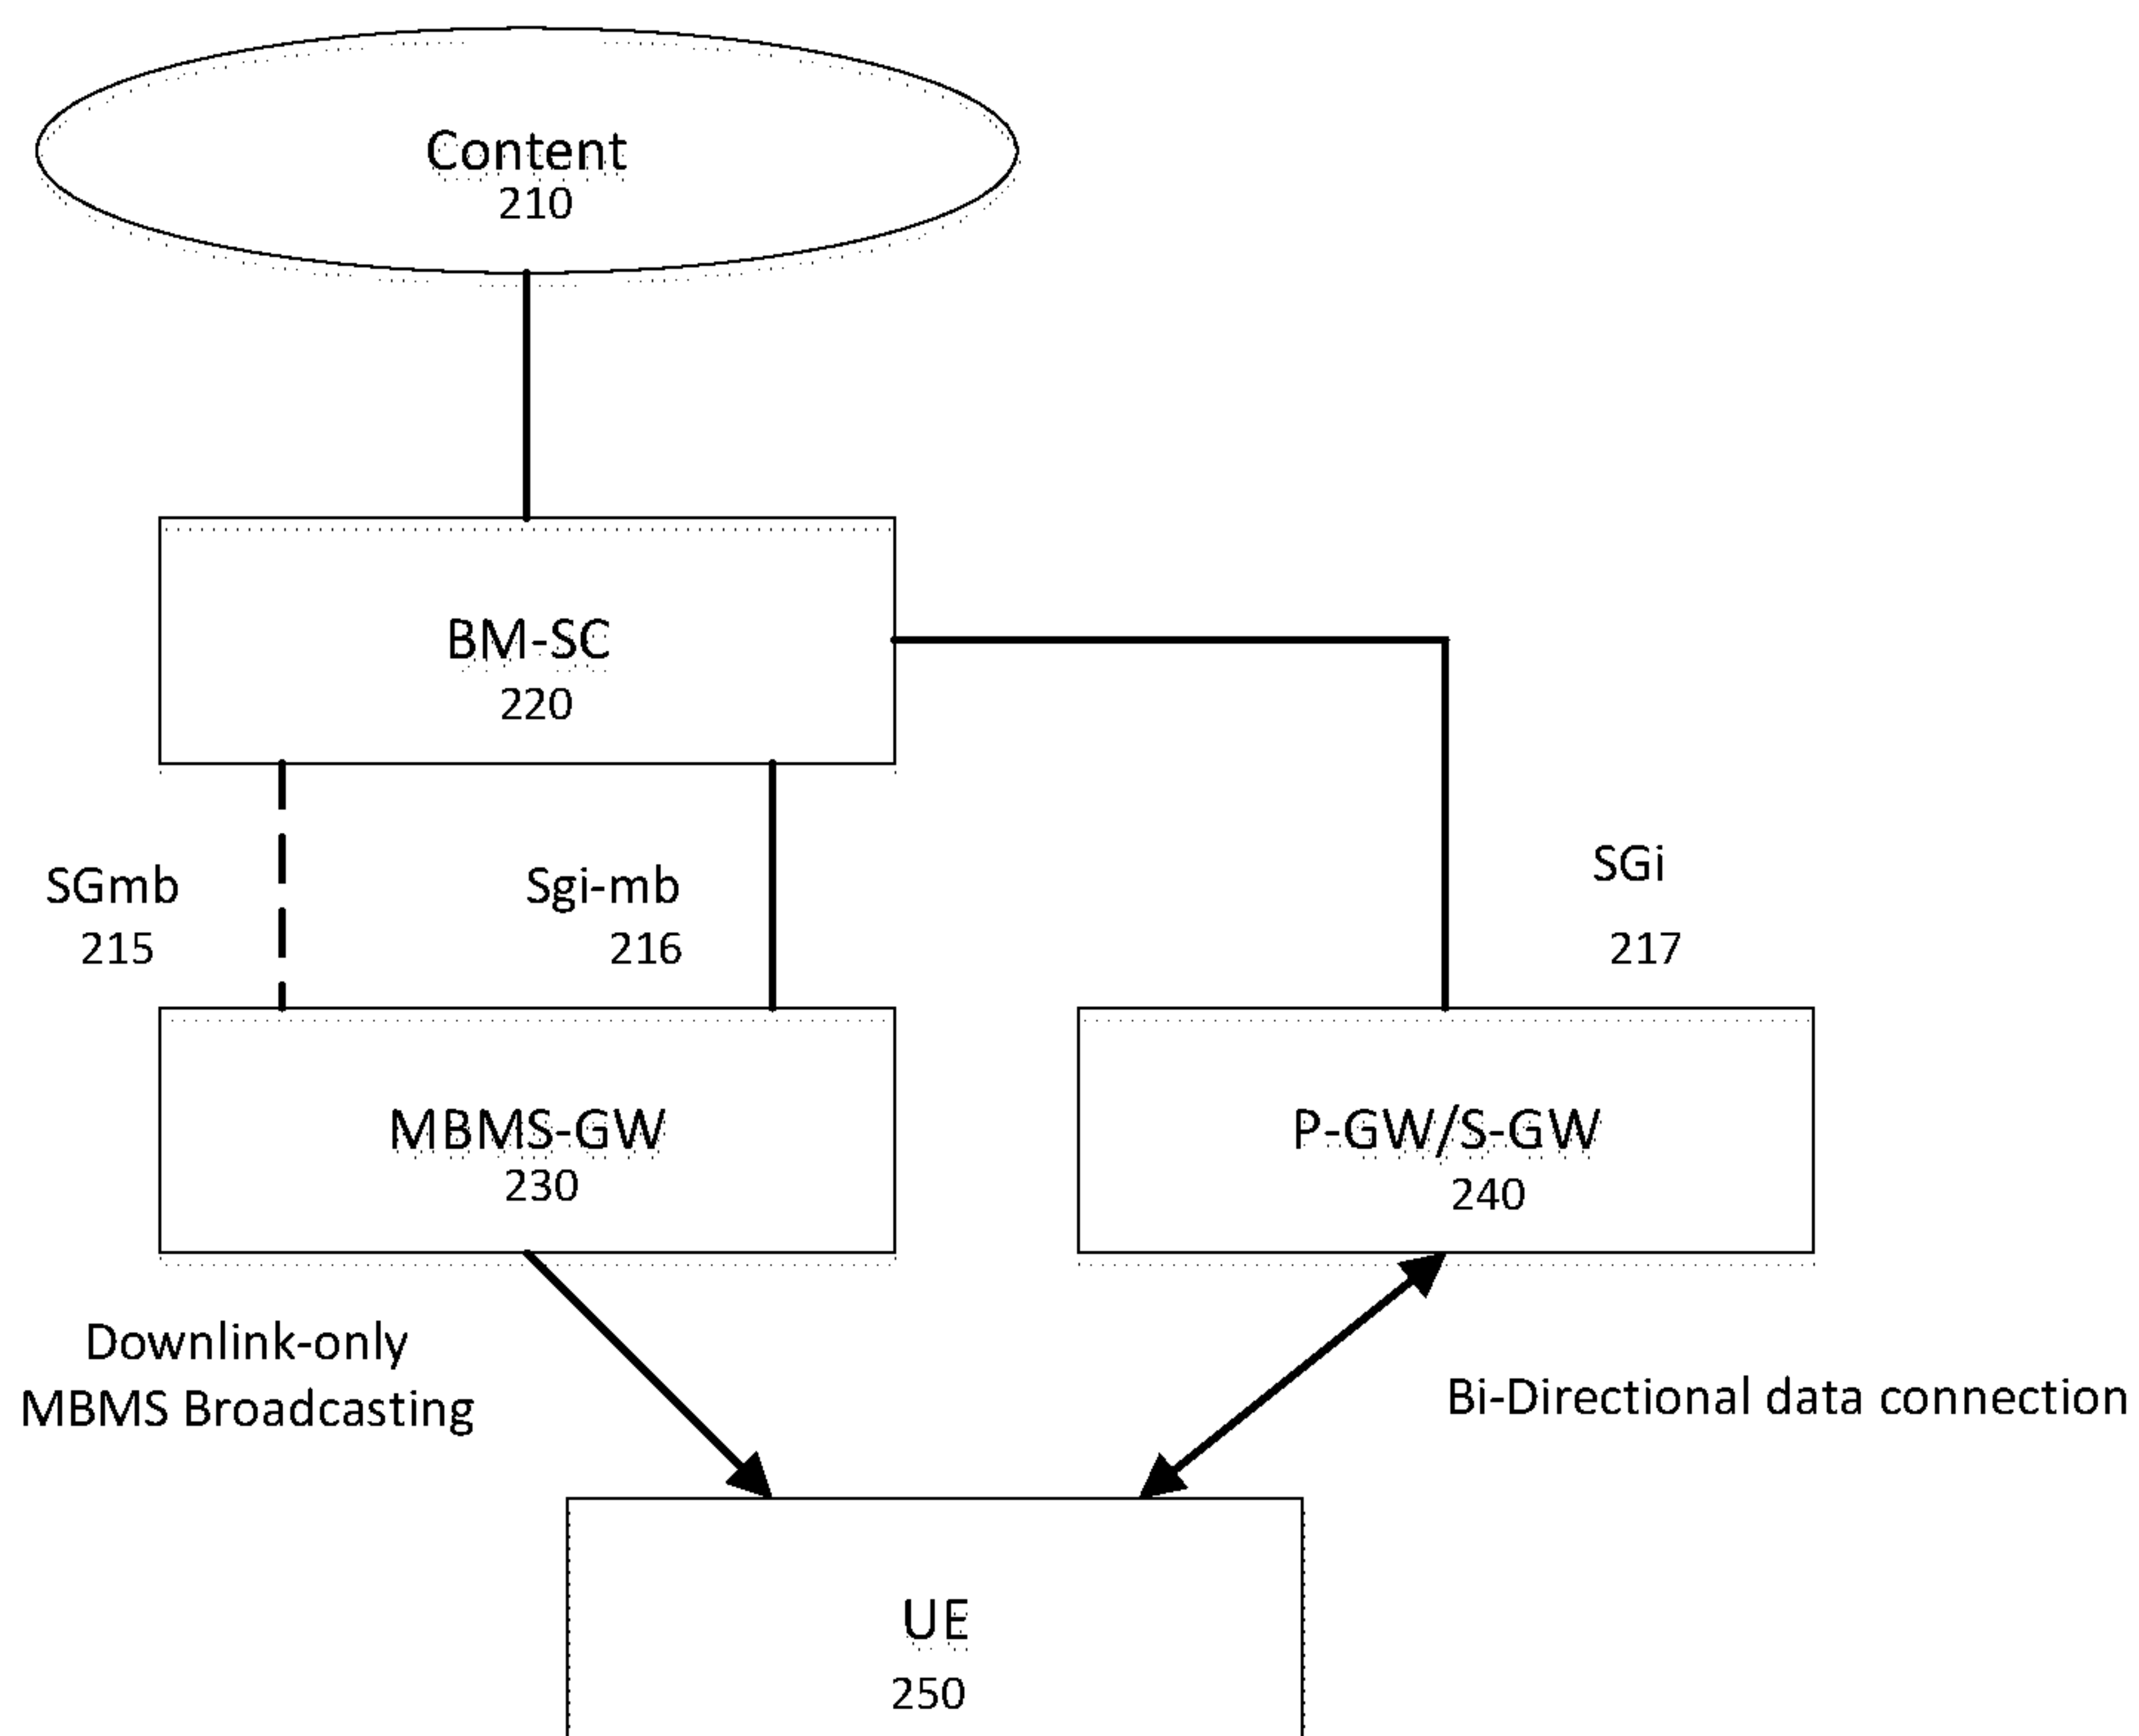 Content
210
BM-SC
220
SGmb
215
Sgi-mb
216
SGi
217
MBMS-GW
230
P-GW/S-GW
240
Downlink-only
MBMS Broadcasting
Bi-Directional data connection
UE
250